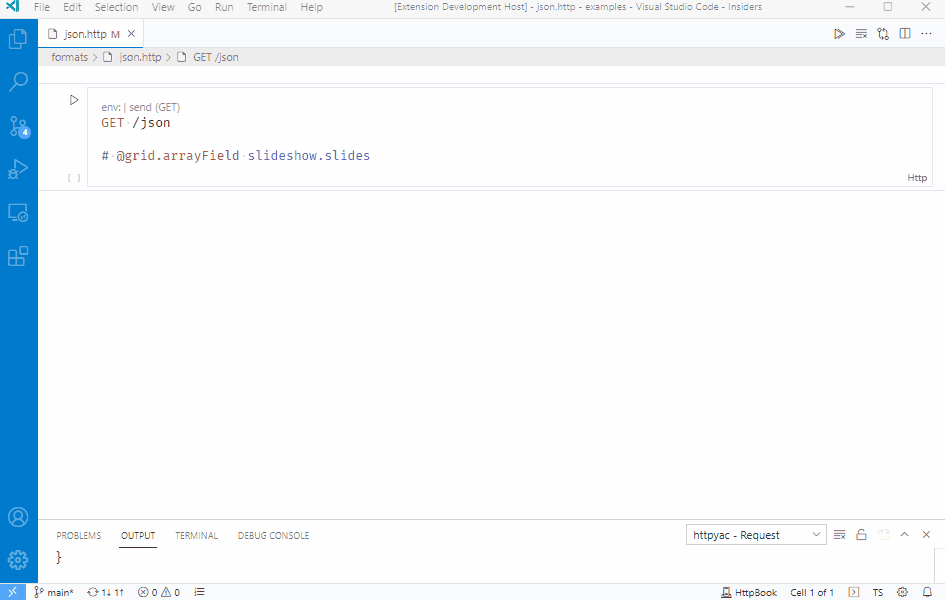 File Edit Selection View Go Run Terminal Help [Extension Development Host] - json.http - examples - Visual Studio Code - Insiders
json.http M
formats > json.http > GET /json
env: | send (GET)
GET /json
# @grid.arrayField slideshow.slides
[ ]
Http
4
PROBLEMS OUTPUT TERMINAL DEBUG CONSOLE httpyac - Request
}
main* 1↓ 1↑ 0 0 HttpBook Cell 1 of 1 TS